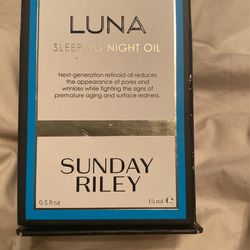 LUNA
SLEEPING NIGHT OIL
Next-generation retinoid oil reduces
the appearance of pores and
wrinkles while fighting the signs of
premature aging and surface redness.
SUNDAY
RILEY
0.5 fl oz 15 ml ℮